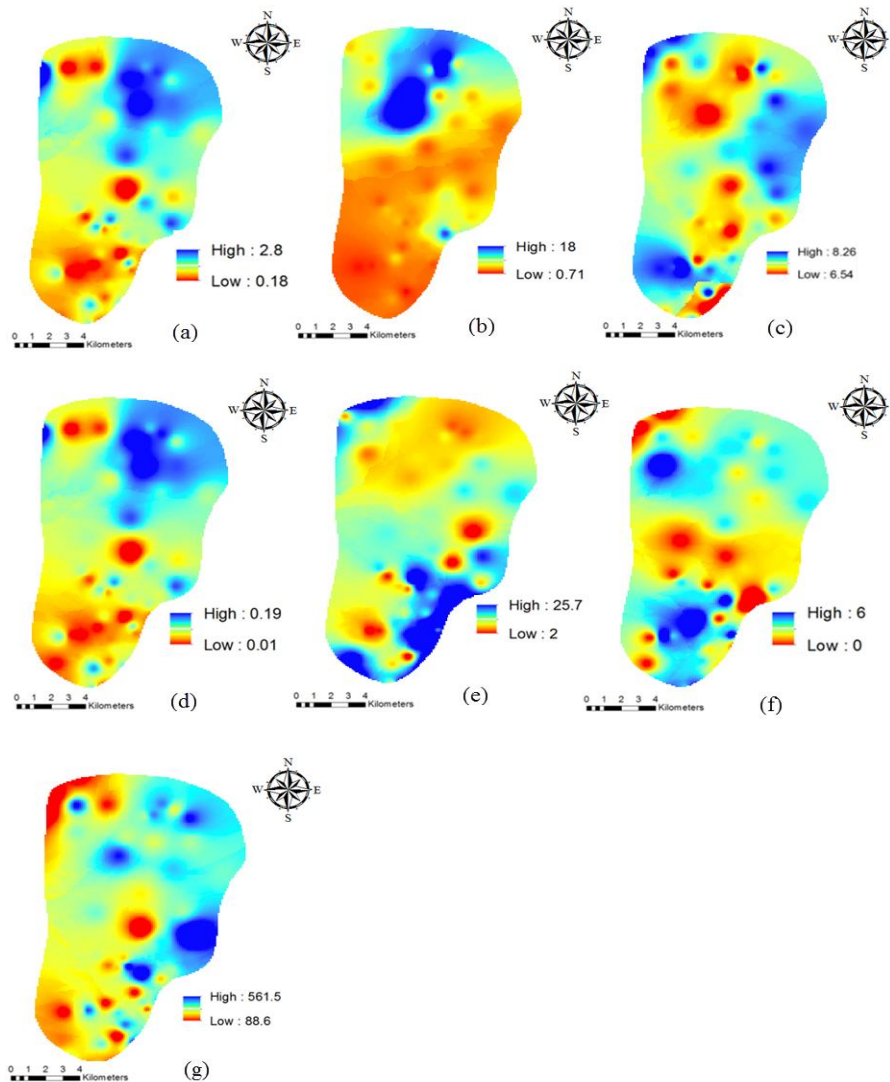 N
W E
S
High : 2.8
Low : 0.18
0 1 2 3 4
Kilometers
(a)
N
W E
S
High : 18
Low : 0.71
0 1 2 3 4
Kilometers
(b)
N
W E
S
High : 8.26
Low : 6.54
0 1 2 3 4
Kilometers
(c)
N
W E
S
High : 0.19
Low : 0.01
0 1 2 3 4
Kilometers
(d)
N
W E
S
High : 25.7
Low : 2
0 1 2 3 4
Kilometers
(e)
N
W E
S
High : 6
Low : 0
0 1 2 3 4
Kilometers
(f)
N
W E
S
High : 561.5
Low : 88.6
0 1 2 3 4
Kilometers
(g)